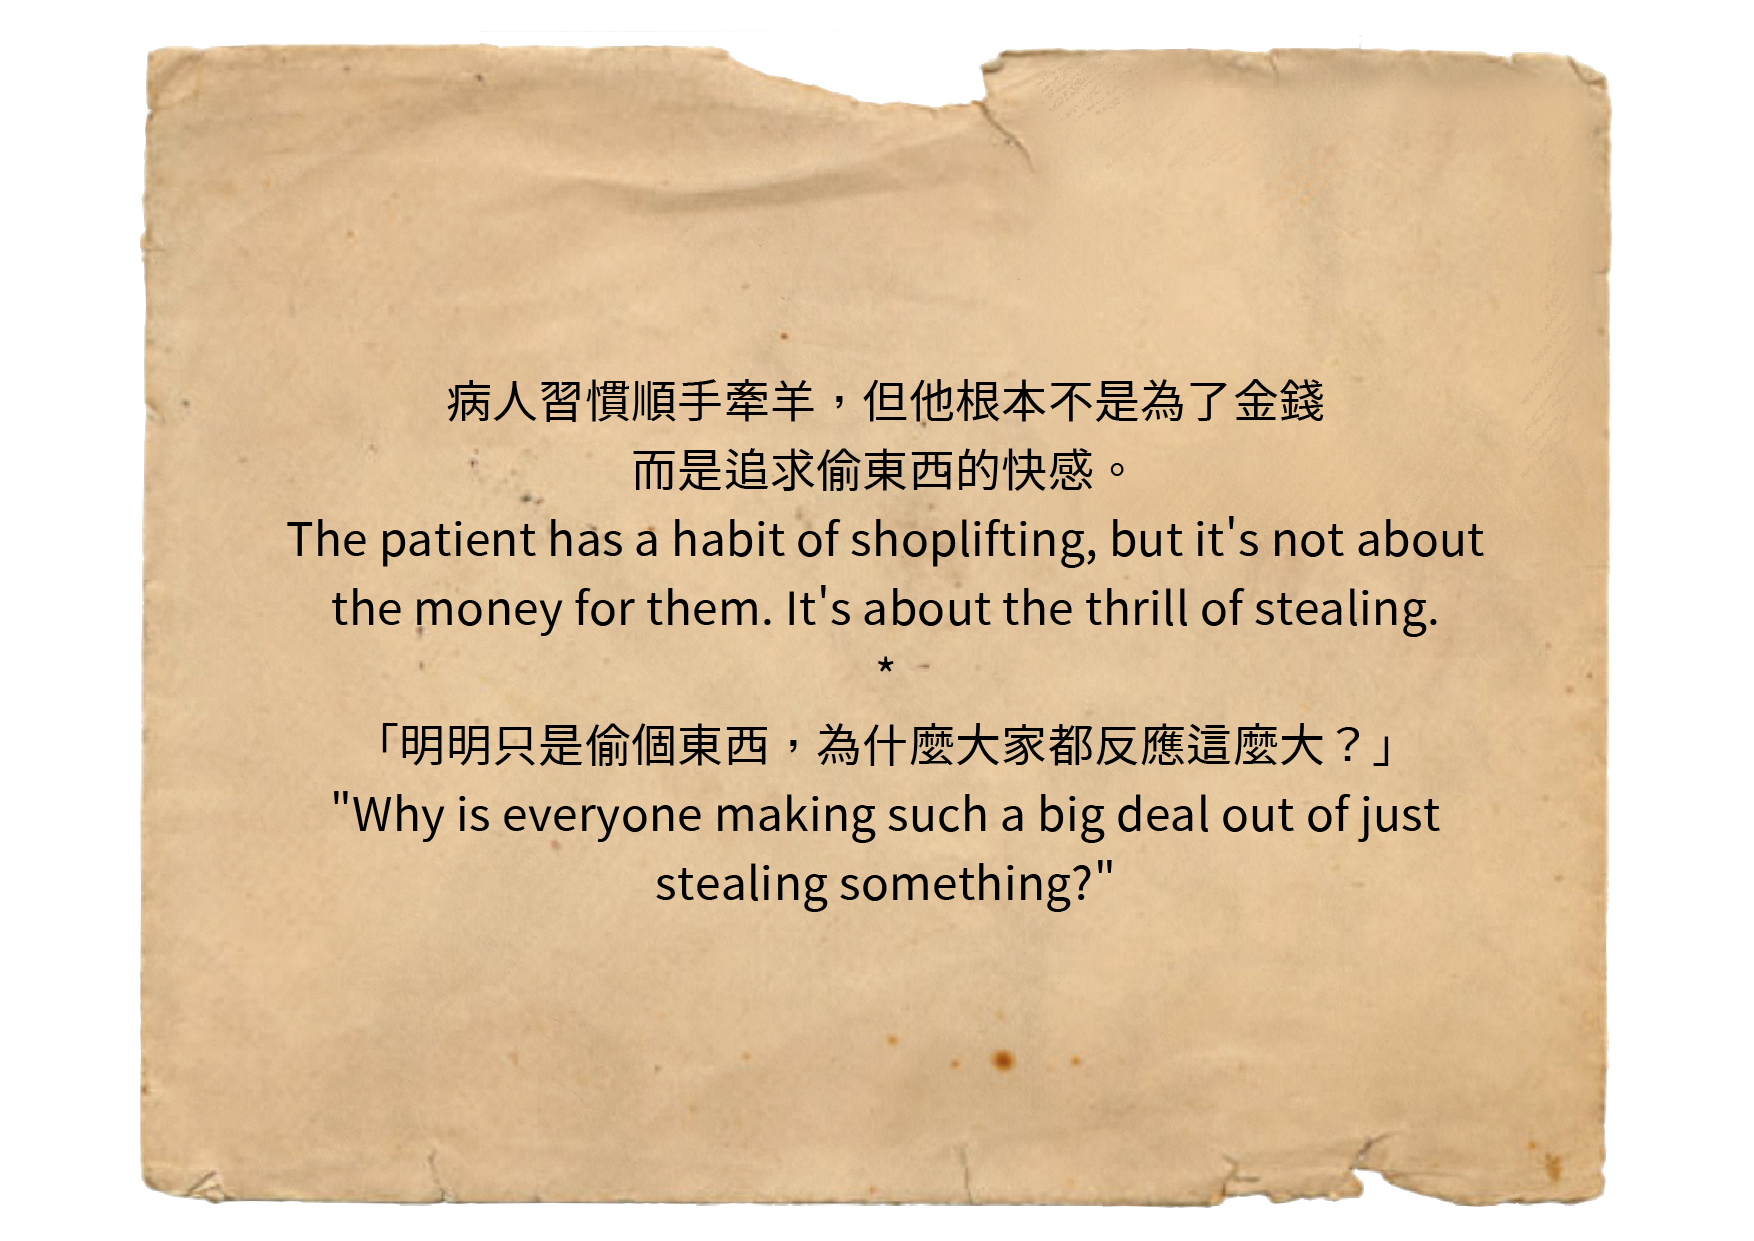 病人習慣順手牽羊，但他根本不是為了金錢
而是追求偷東西的快感。
The patient has a habit of shoplifting, but it's not about
the money for them. It's about the thrill of stealing.
*
「明明只是偷個東西，為什麼大家都反應這麼大？」
"Why is everyone making such a big deal out of just
stealing something?"